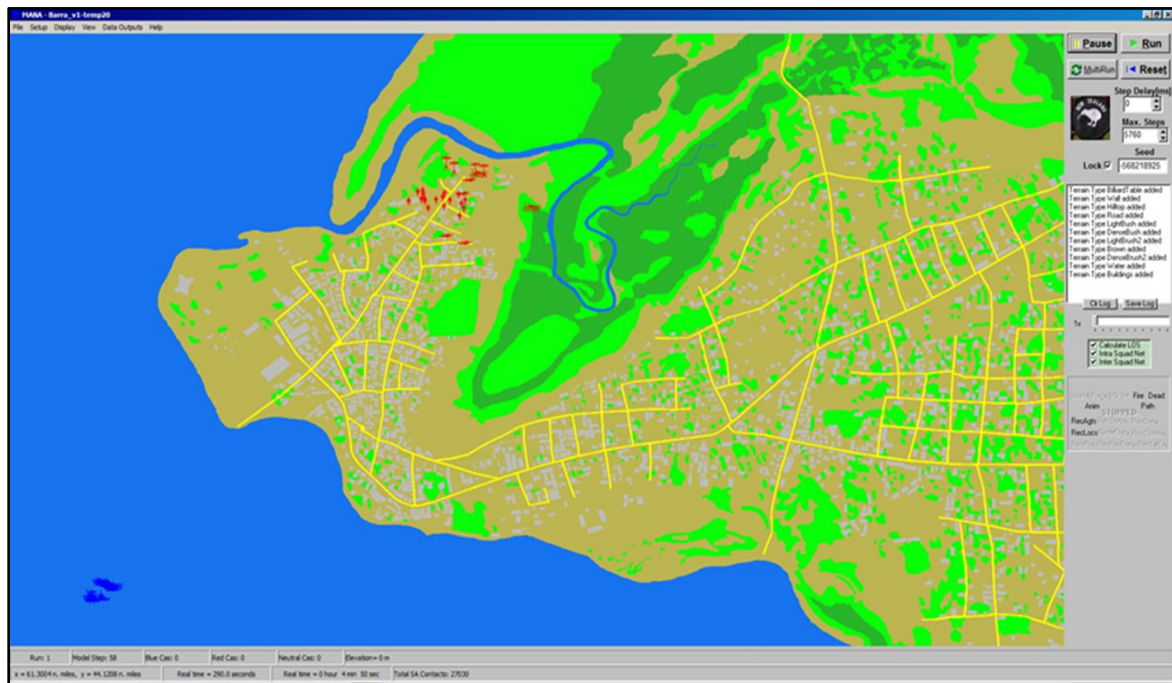 MANA - Barra_v1-temp20
File Setup Display View Data Outputs Help
Pause Run
MultiRun Reset
Step Delay[ms]
0
NEW ZEALAND
Max. Steps
5760
Seed
Lock -568218925
Terrain Type BilliardTable added
Terrain Type Wall added
Terrain Type Hilltop added
Terrain Type Road added
Terrain Type LightBush added
Terrain Type DenseBush added
Terrain Type LightBrush2 added
Terrain Type Brown added
Terrain Type DenseBrush2 added
Terrain Type Water added
Terrain Type Buildings added
Clr Log Save Log
1x
Calculate LOS
Intra Squad Net
Inter Squad Net
Fire Dead
Anim Path
STOPPED
RecAgts
RecLocs
Run: 1 Model Step: 58 Blue Cas: 0 Red Cas: 0 Neutral Cas: 0 Elevation= 0 m
x = 61.3004 n. miles, y = 44.1208 n. miles Real time = 290.0 seconds Real time = 0 hour 4 min 50 sec Total SA Contacts: 27030